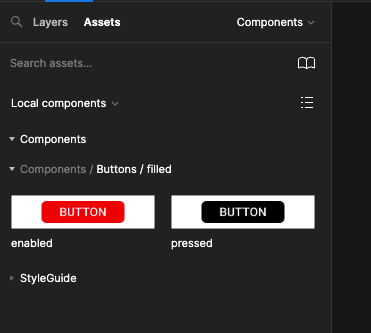 Layers Assets Components
Search assets...
Local components
Components
Components / Buttons / filled
BUTTON BUTTON
enabled pressed
StyleGuide